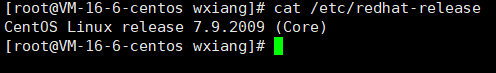 [root@VM-16-6-centos wxiang]# cat /etc/redhat-release
CentOS Linux release 7.9.2009 (Core)
[root@VM-16-6-centos wxiang]#